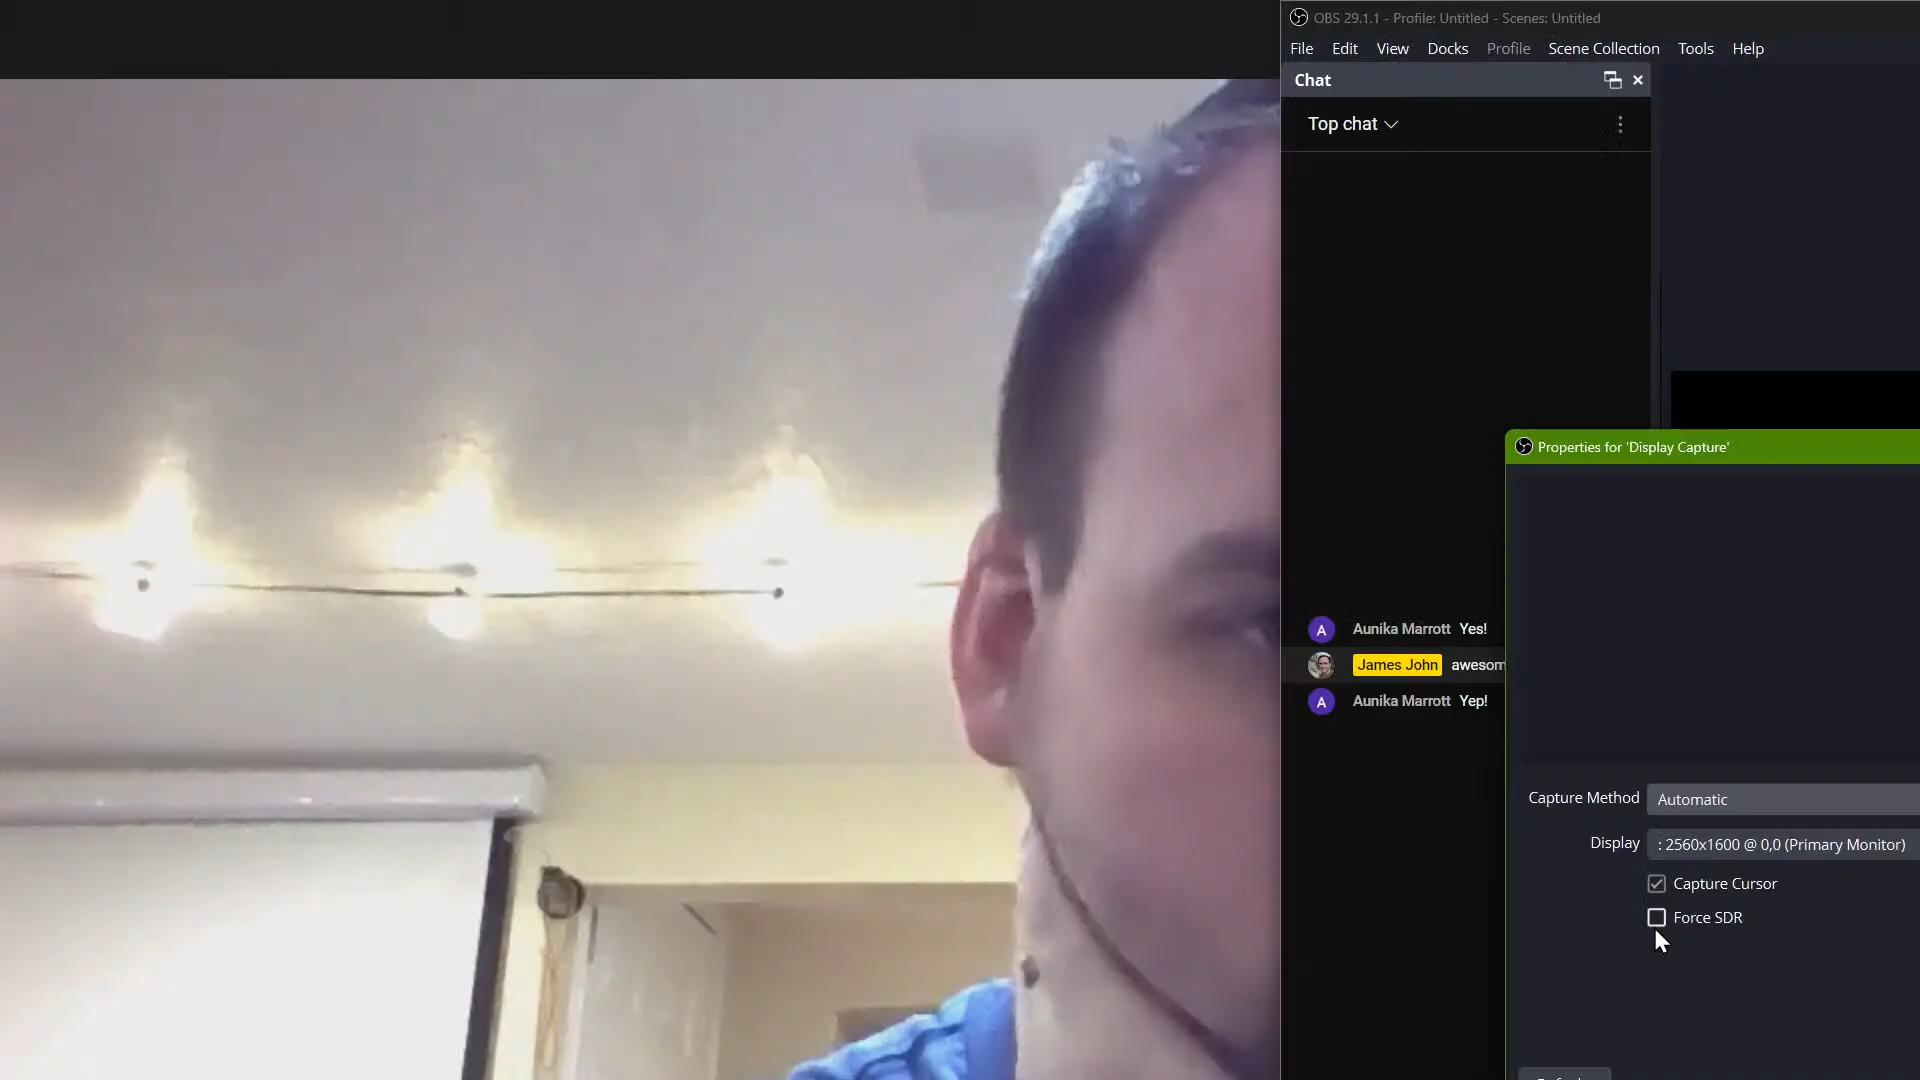 OBS 29.1.1 - Profile: Untitled - Scenes: Untitled
File Edit View Docks Profile Scene Collection Tools Help
Chat
Top chat
A Aunika Marrott Yes!
James John awesom
A Aunika Marrott Yep!
Properties for 'Display Capture'
Capture Method Automatic
Display : 2560x1600 @ 0,0 (Primary Monitor)
Capture Cursor
Force SDR